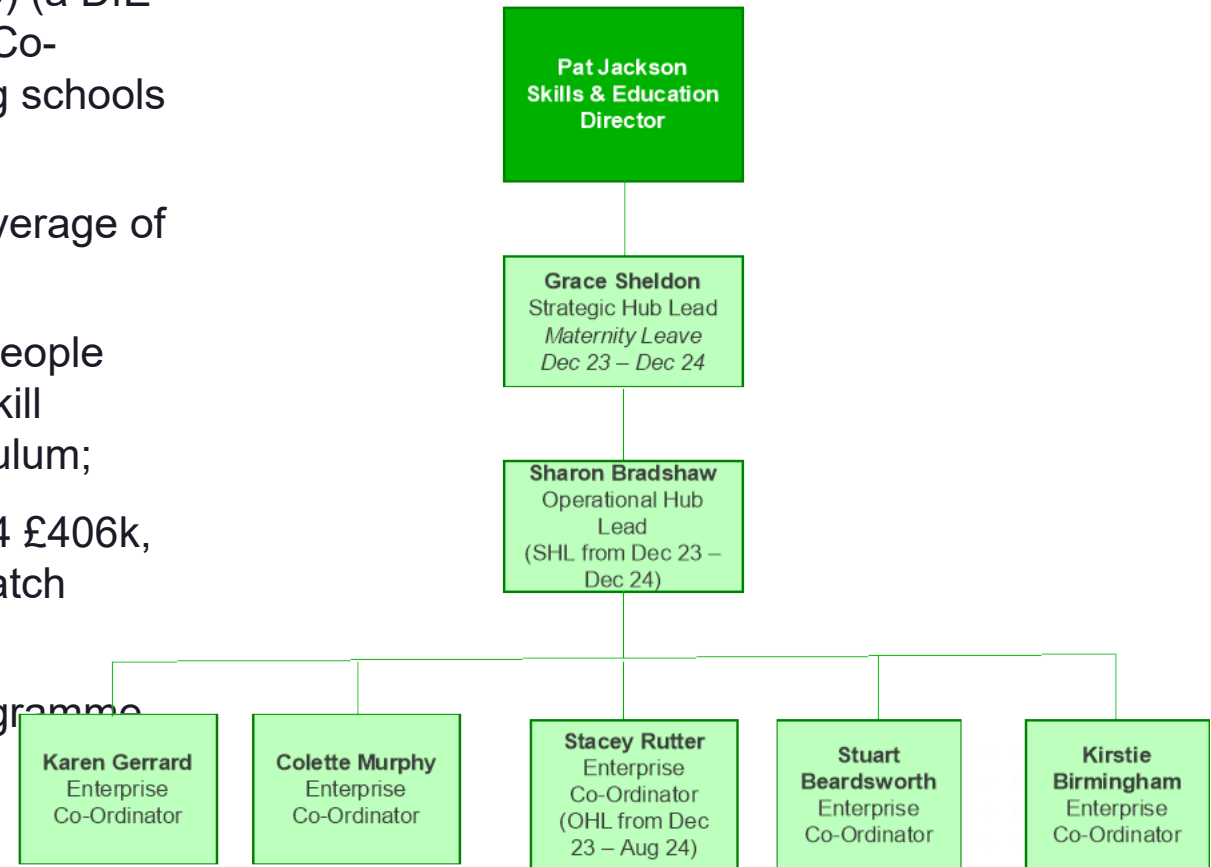 ) (a DfE
Co-
g schools
verage of
eople
kill
ulum;
4 £406k,
atch
gramme
Pat Jackson
Skills & Education
Director
Grace Sheldon
Strategic Hub Lead
Maternity Leave
Dec 23 – Dec 24
Sharon Bradshaw
Operational Hub
Lead
(SHL from Dec 23 –
Dec 24)
Karen Gerrard
Enterprise
Co-Ordinator
Colette Murphy
Enterprise
Co-Ordinator
Stacey Rutter
Enterprise
Co-Ordinator
(OHL from Dec
23 – Aug 24)
Stuart
Beardsworth
Enterprise
Co-Ordinator
Kirstie
Birmingham
Enterprise
Co-Ordinator